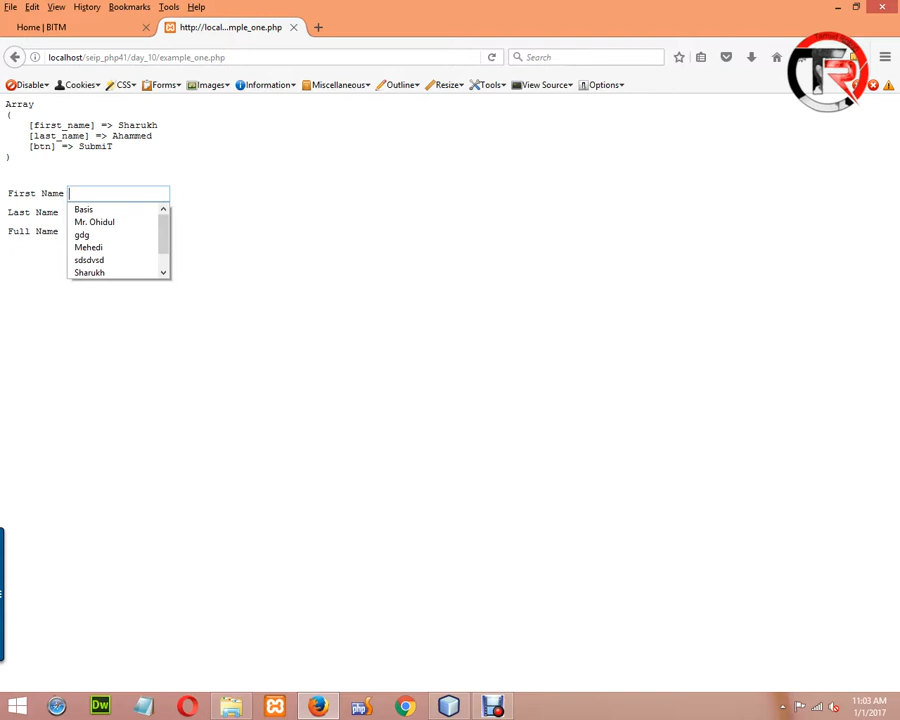 File Edit View History Bookmarks Tools Help
Home | BITM
http://local...mple_one.php
localhost/seip_php41/day_10/example_one.php
Search
Disable Cookies CSS Forms Images Information Miscellaneous Outline Resize Tools View Source Options
Array
(
[first_name] => Sharukh
[last_name] => Ahammed
[btn] => SubmiT
)
First Name
Basis
Mr. Ohidul
gdg
Mehedi
sdsdvsd
Sharukh
Last Name
Full Name
TR
Dw
php
11:03 AM
1/1/2017